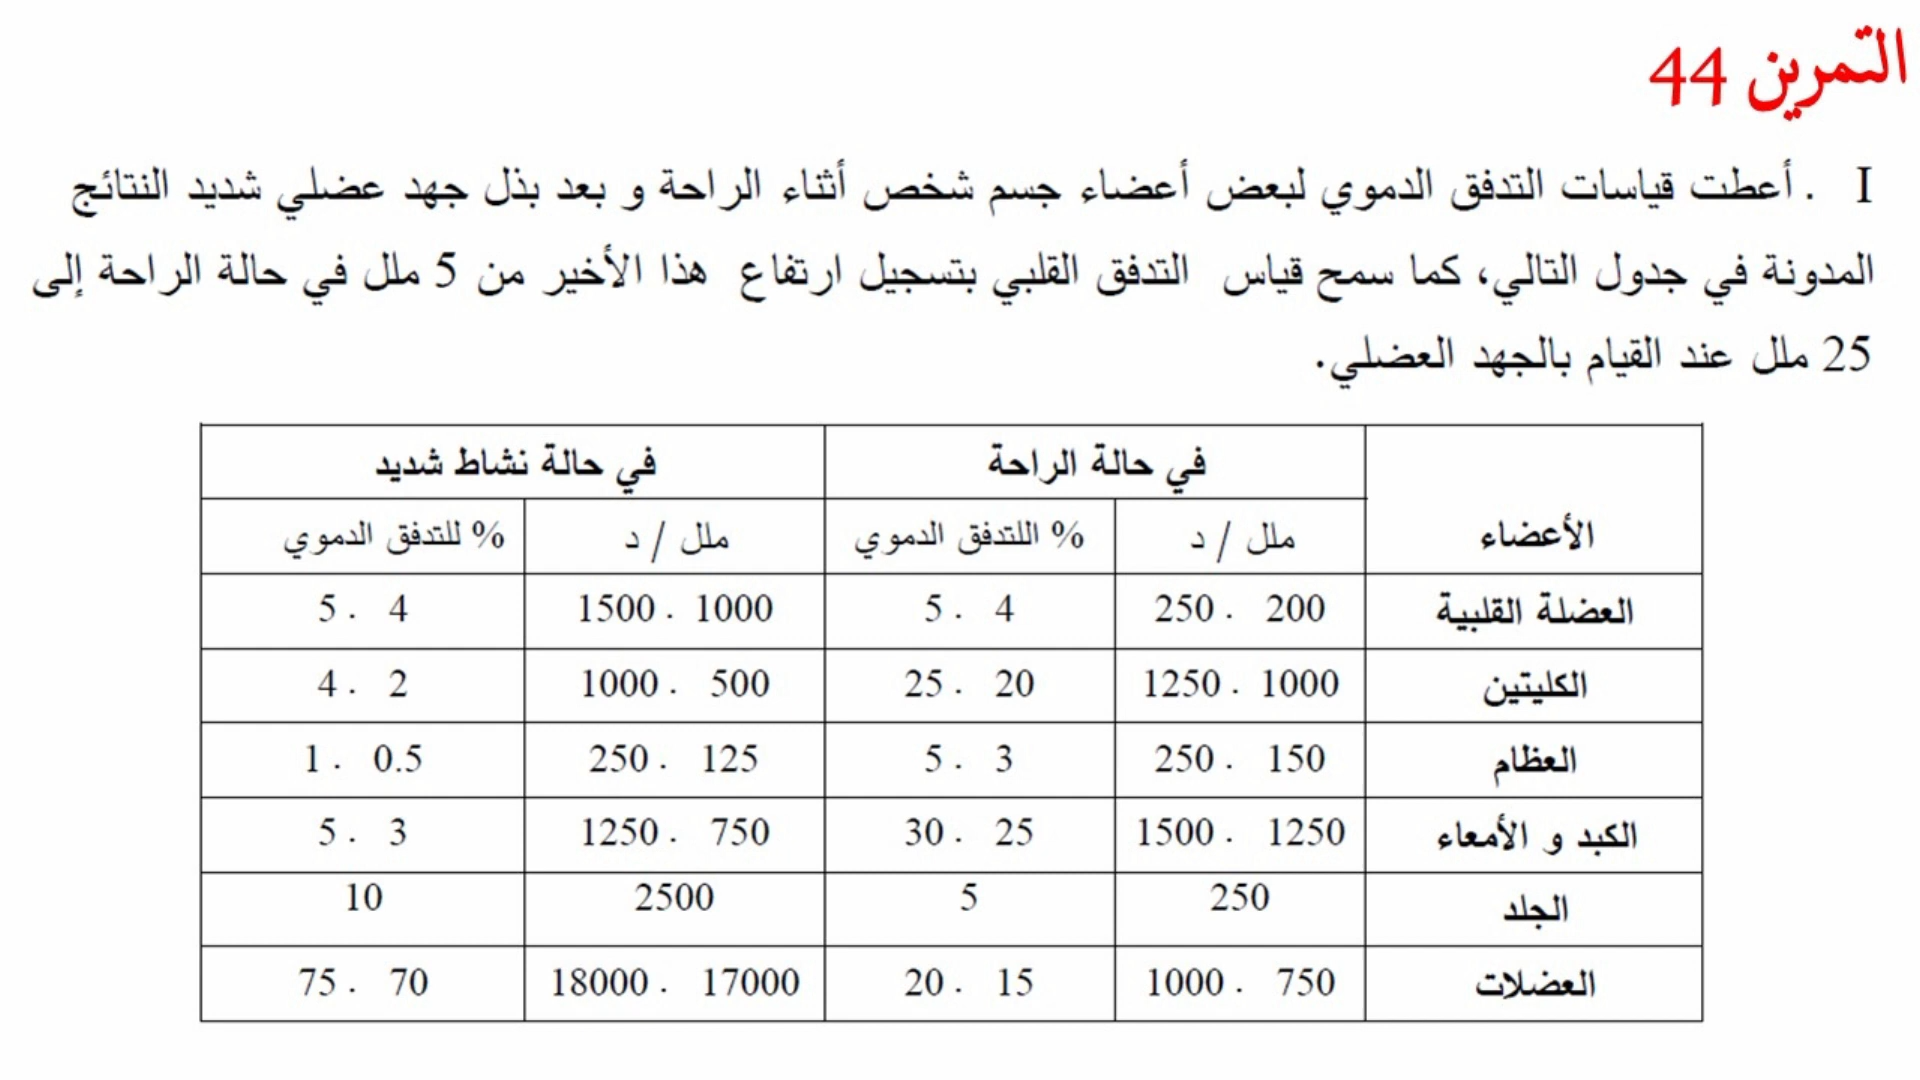 التمرين 44
I . أعطت قياسات التدفق الدموي لبعض أعضاء جسم شخص أثناء الراحة و بعد بذل جهد عضلي شديد النتائج
المدونة في جدول التالي، كما سمح قياس التدفق القلبي بتسجيل ارتفاع هذا الأخير من 5 ملل في حالة الراحة إلى
25 ملل عند القيام بالجهد العضلي.
الأعضاء في حالة الراحة في حالة نشاط شديد
ملل / د % اللتدفق الدموي ملل / د % للتدفق الدموي
العضلة القلبية 200 . 250 4 . 5 1000 . 1500 4 . 5
الكليتين 1000 . 1250 20 . 25 500 . 1000 2 . 4
العظام 150 . 250 3 . 5 125 . 250 0.5 . 1
الكبد و الأمعاء 1250 . 1500 25 . 30 750 . 1250 3 . 5
الجلد 250 5 2500 10
العضلات 750 . 1000 15 . 20 17000 . 18000 70 . 75